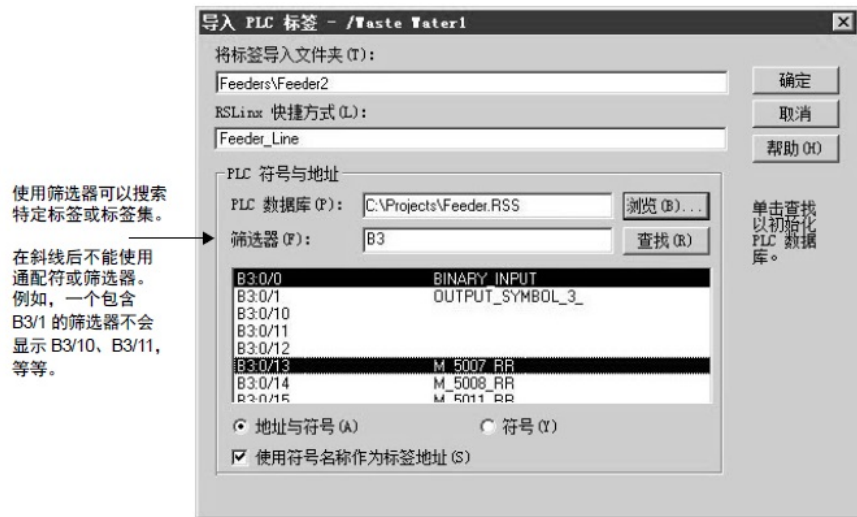 导入 PLC 标签 - /Waste Water1
将标签导入文件夹(T)：
Feeders\Feeder2
确定
RSLinx 快捷方式(L)：
取消
Feeder_Line
帮助(H)
PLC 符号与地址
使用筛选器可以搜索
特定标签或标签集。
PLC 数据库(P)：
C:\Projects\Feeder.RSS
浏览(B)...
筛选器(F)：
B3
查找(R)
单击查找
以初始化
PLC 数据
库。
在斜线后不能使用
通配符或筛选器。
例如，一个包含
B3/1 的筛选器不会
显示 B3/10、B3/11，
等等。
B3:0/0 BINARY_INPUT
B3:0/1 OUTPUT_SYMBOL_3_
B3:0/10
B3:0/11
B3:0/12
B3:0/13 M_5007_RR
B3:0/14 M_5008_RR
B3:0/15 M_5011_RR
地址与符号(A)
符号(Y)
使用符号名称作为标签地址(S)